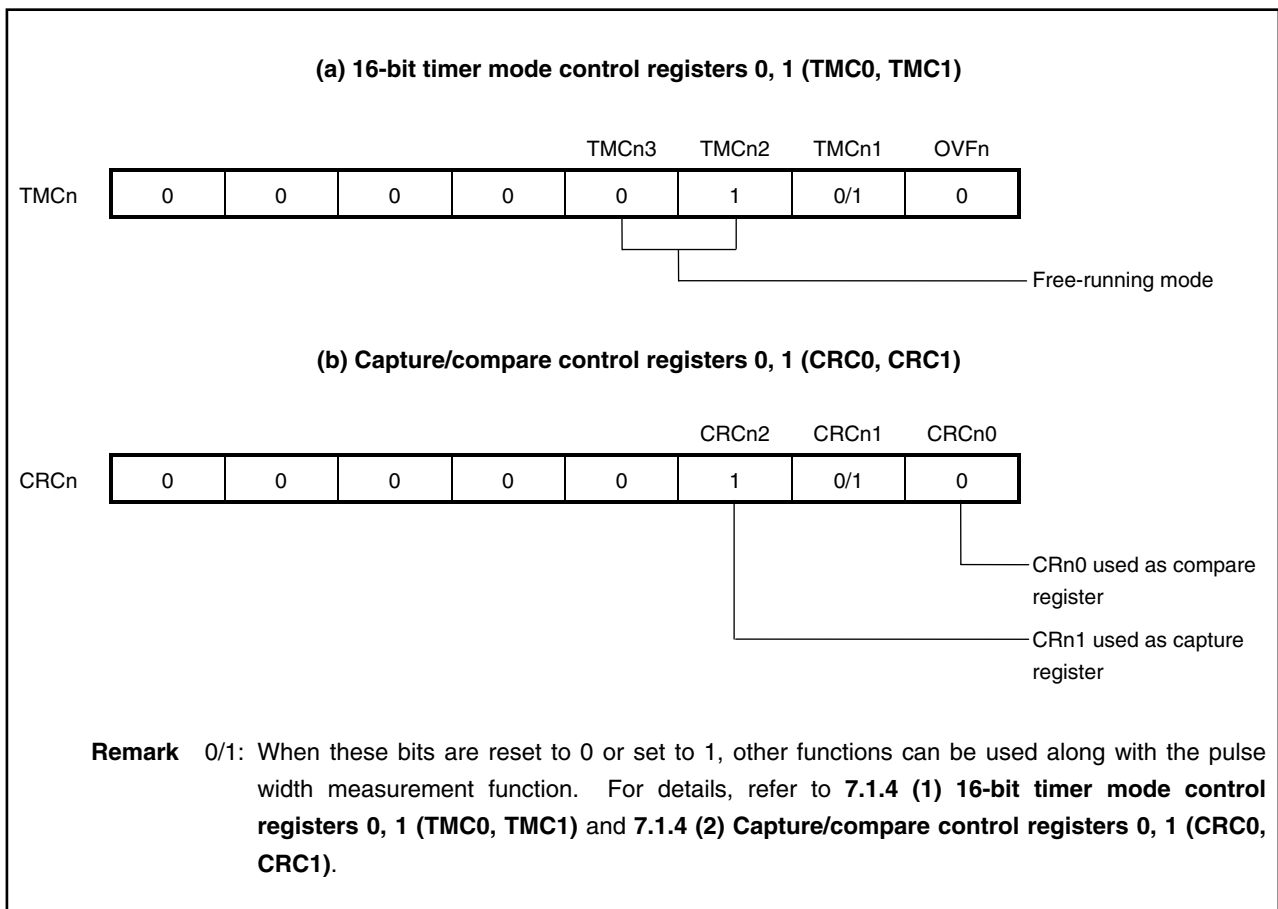 (a) 16-bit timer mode control registers 0, 1 (TMC0, TMC1)
TMCn3 TMCn2 TMCn1 OVFn
TMCn 0 0 0 0 0 1 0/1 0
Free-running mode
(b) Capture/compare control registers 0, 1 (CRC0, CRC1)
CRCn2 CRCn1 CRCn0
CRCn 0 0 0 0 0 1 0/1 0
CRn0 used as compare
register
CRn1 used as capture
register
Remark 0/1: When these bits are reset to 0 or set to 1, other functions can be used along with the pulse
width measurement function. For details, refer to 7.1.4 (1) 16-bit timer mode control
registers 0, 1 (TMC0, TMC1) and 7.1.4 (2) Capture/compare control registers 0, 1 (CRC0,
CRC1).